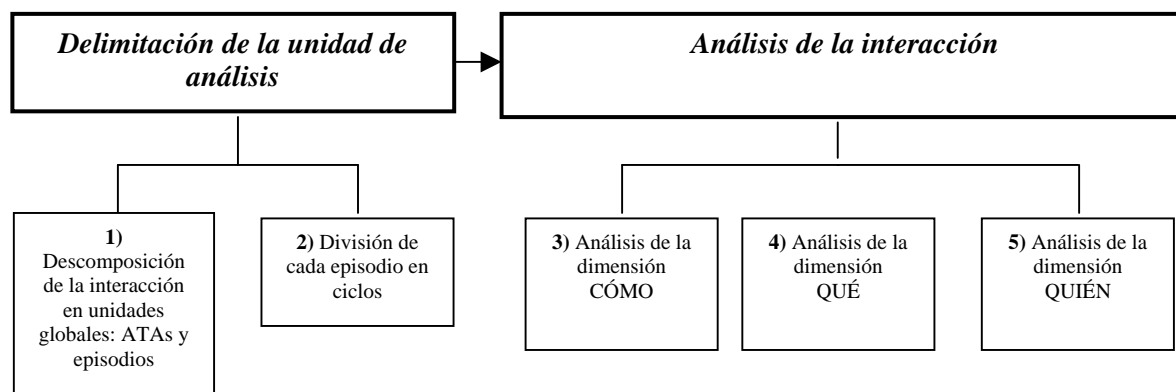 Delimitación de la unidad de
análisis
Análisis de la interacción
1)
Descomposición
de la interacción
en unidades
globales: ATAs y
episodios
2) División de
cada episodio en
ciclos
3) Análisis de la
dimensión
CÓMO
4) Análisis de la
dimensión
QUÉ
5) Análisis de la
dimensión
QUIÉN